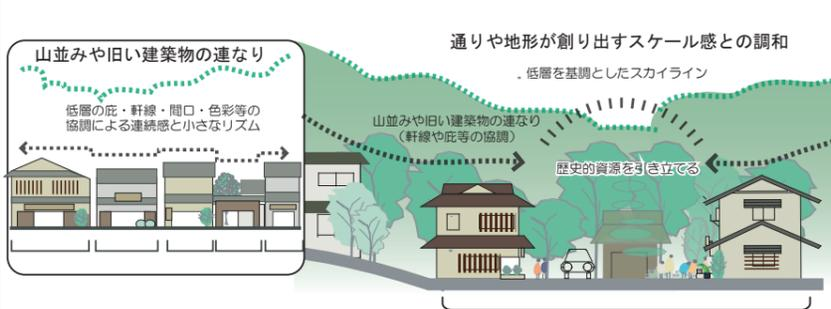 山並みや旧い建築物の連なり
低層の庇・軒線・間口・色彩等の
協調による連続感と小さなリズム
通りや地形が創り出すスケール感との調和
低層を基調としたスカイライン
山並みや旧い建築物の連なり
（軒線や庇等の協調）
歴史的資源を引き立てる